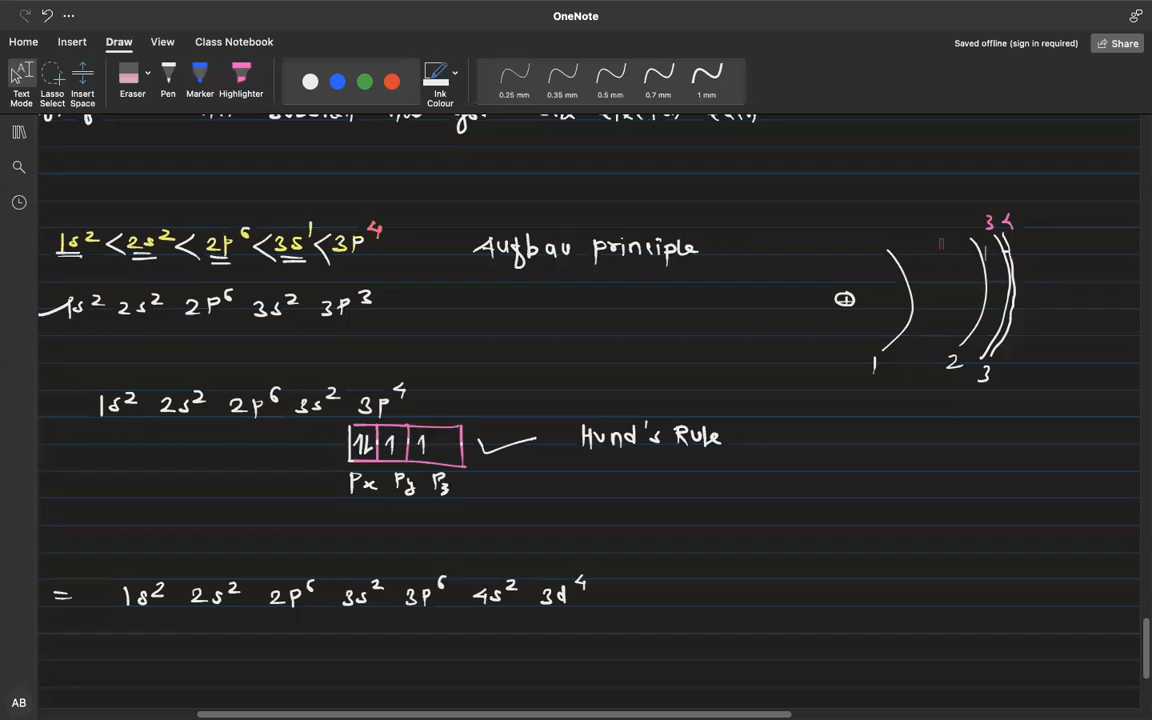 OneNote
Home Insert Draw View Class Notebook
Saved offline (sign in required) Share
Text Mode Lasso Select Insert Space Eraser Pen Marker Highlighter Ink Colour 0.25 mm 0.35 mm 0.5 mm 0.7 mm 1 mm
1s² < 2s² < 2p⁶ < 3s¹ < 3p⁴ Aufbau principle
1s² 2s² 2p⁶ 3s² 3p³
3 4
1 2 3
1s² 2s² 2p⁶ 3s² 3p⁴
↿⇂ ↿ ↿ Hund's Rule
Px Py Pz
= 1s² 2s² 2p⁶ 3s² 3p⁶ 4s² 3d⁴
AB